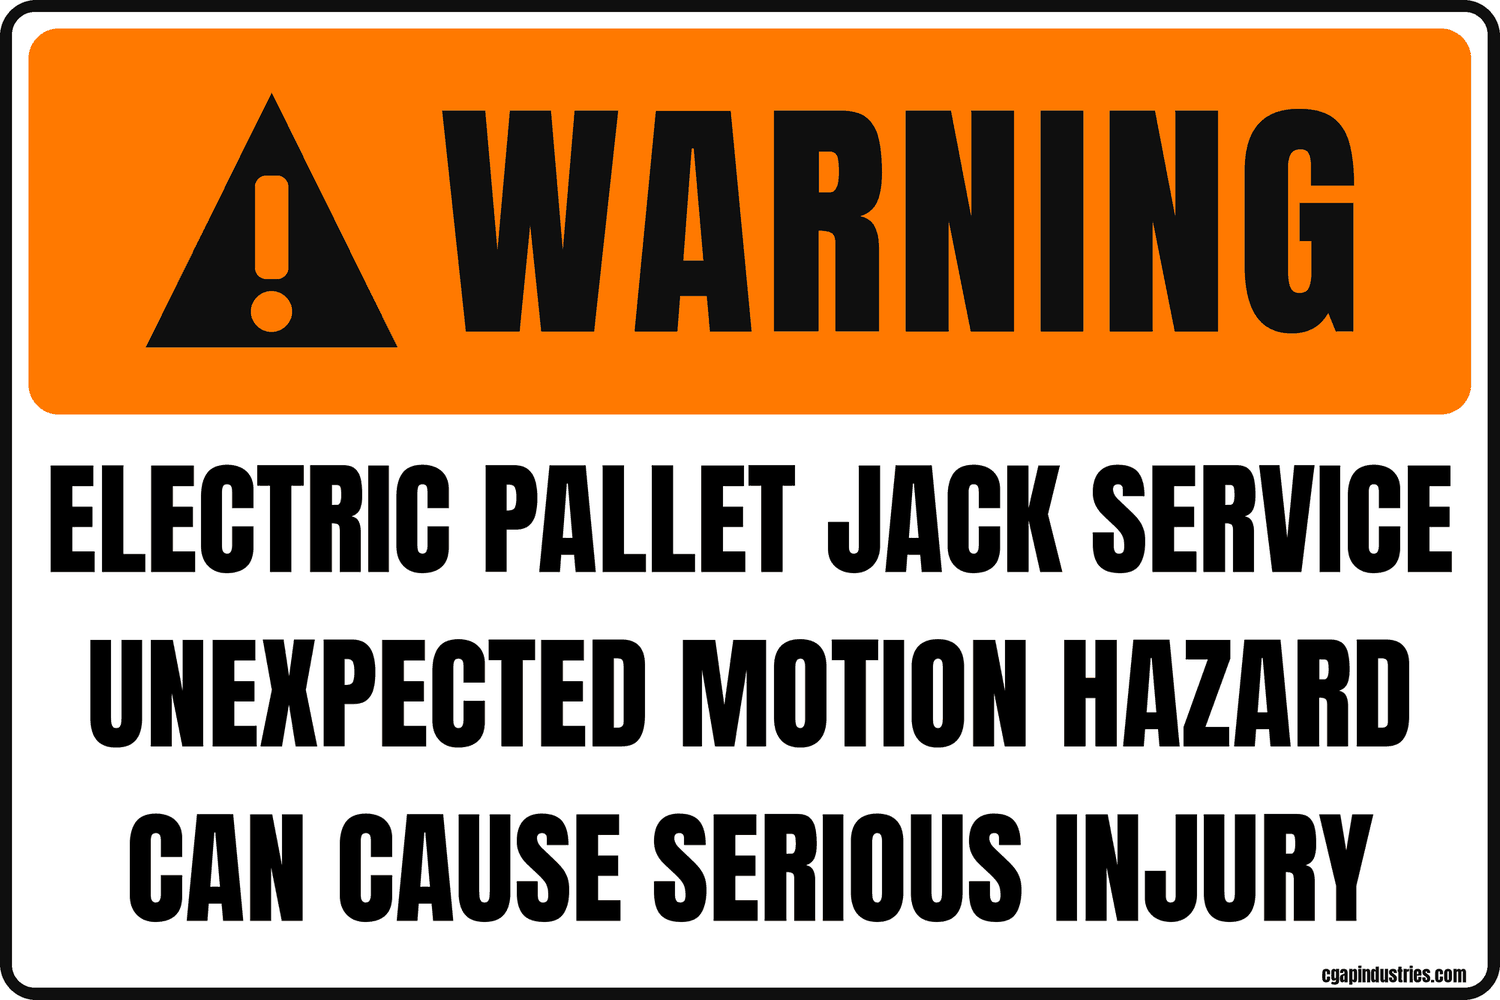 WARNING
ELECTRIC PALLET JACK SERVICE
UNEXPECTED MOTION HAZARD
CAN CAUSE SERIOUS INJURY
cgapindustries.com